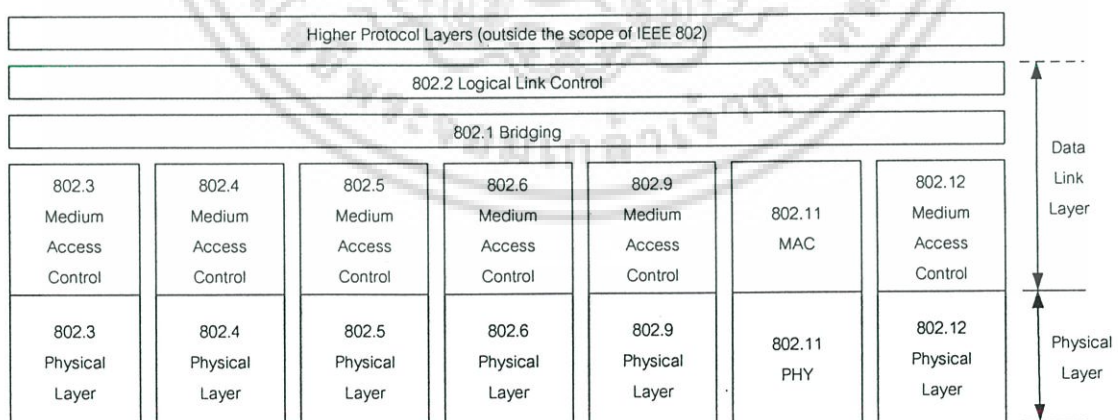 Higher Protocol Layers (outside the scope of IEEE 802)
802.2 Logical Link Control
802.1 Bridging
Data
Link
Layer
802.3
Medium
Access
Control
802.4
Medium
Access
Control
802.5
Medium
Access
Control
802.6
Medium
Access
Control
802.9
Medium
Access
Control
802.11
MAC
802.12
Medium
Access
Control
802.3
Physical
Layer
802.4
Physical
Layer
802.5
Physical
Layer
802.6
Physical
Layer
802.9
Physical
Layer
802.11
PHY
802.12
Physical
Layer
Physical
Layer